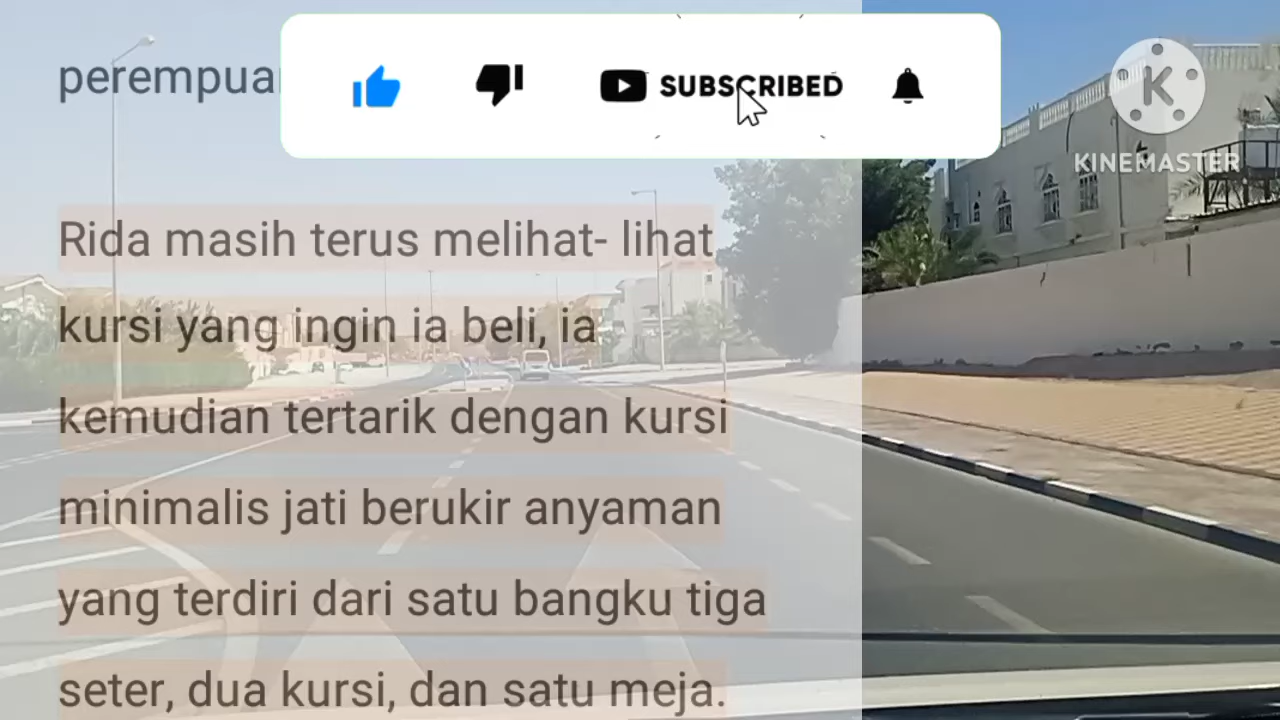 SUBSCRIBED
KINEMASTER
Rida masih terus melihat- lihat
kursi yang ingin ia beli, ia
kemudian tertarik dengan kursi
minimalis jati berukir anyaman
yang terdiri dari satu bangku tiga
seter, dua kursi, dan satu meja.